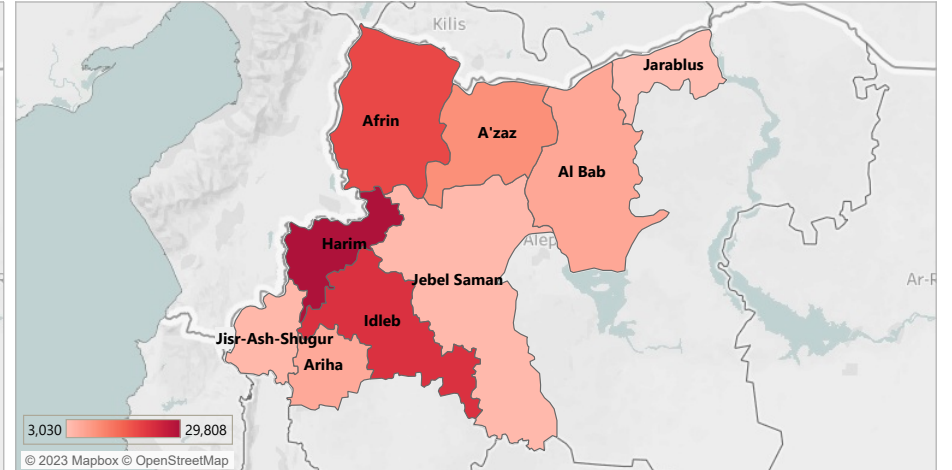 Kilis
Jarablus
Afrin
A'zaz
Al Bab
Harim
Alep
Jebel Saman
Ar-R
Idleb
Jisr-Ash-Shugur
Ariha
3,030
29,808
© 2023 Mapbox © OpenStreetMap